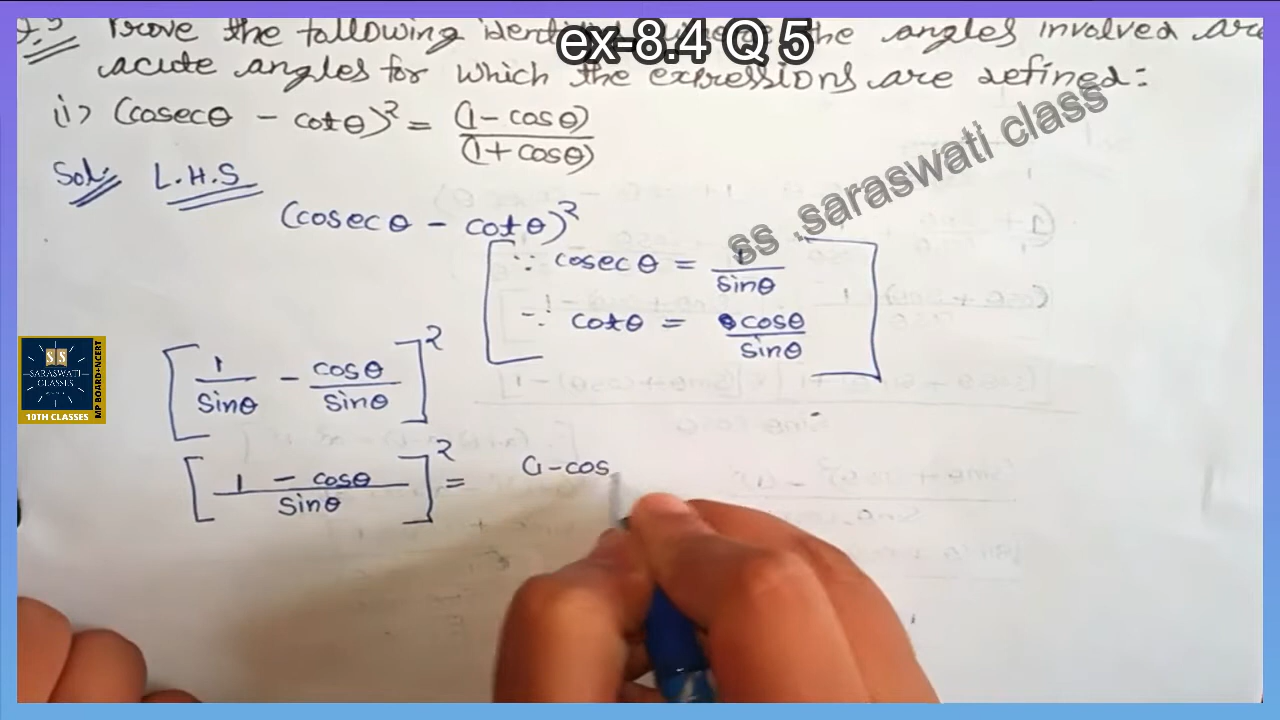 ex-8.4 Q 5
Prove the following the angles involved are
acute angles for which the expressions are defined:
(i) (cosecθ - cotθ)² = (1 - cosθ)
(1 + cosθ)
Sol. L.H.S
(cosecθ - cotθ)²
ss .saraswati class
∵ cosecθ = 1
sinθ
∵ cotθ = cosθ
sinθ
[1 - cosθ]²
sinθ sinθ
[1 - cosθ]² = (1-cos
sinθ
SS
SARASWATI
CLASSES
10TH CLASSES
MP BOARD-NCERT